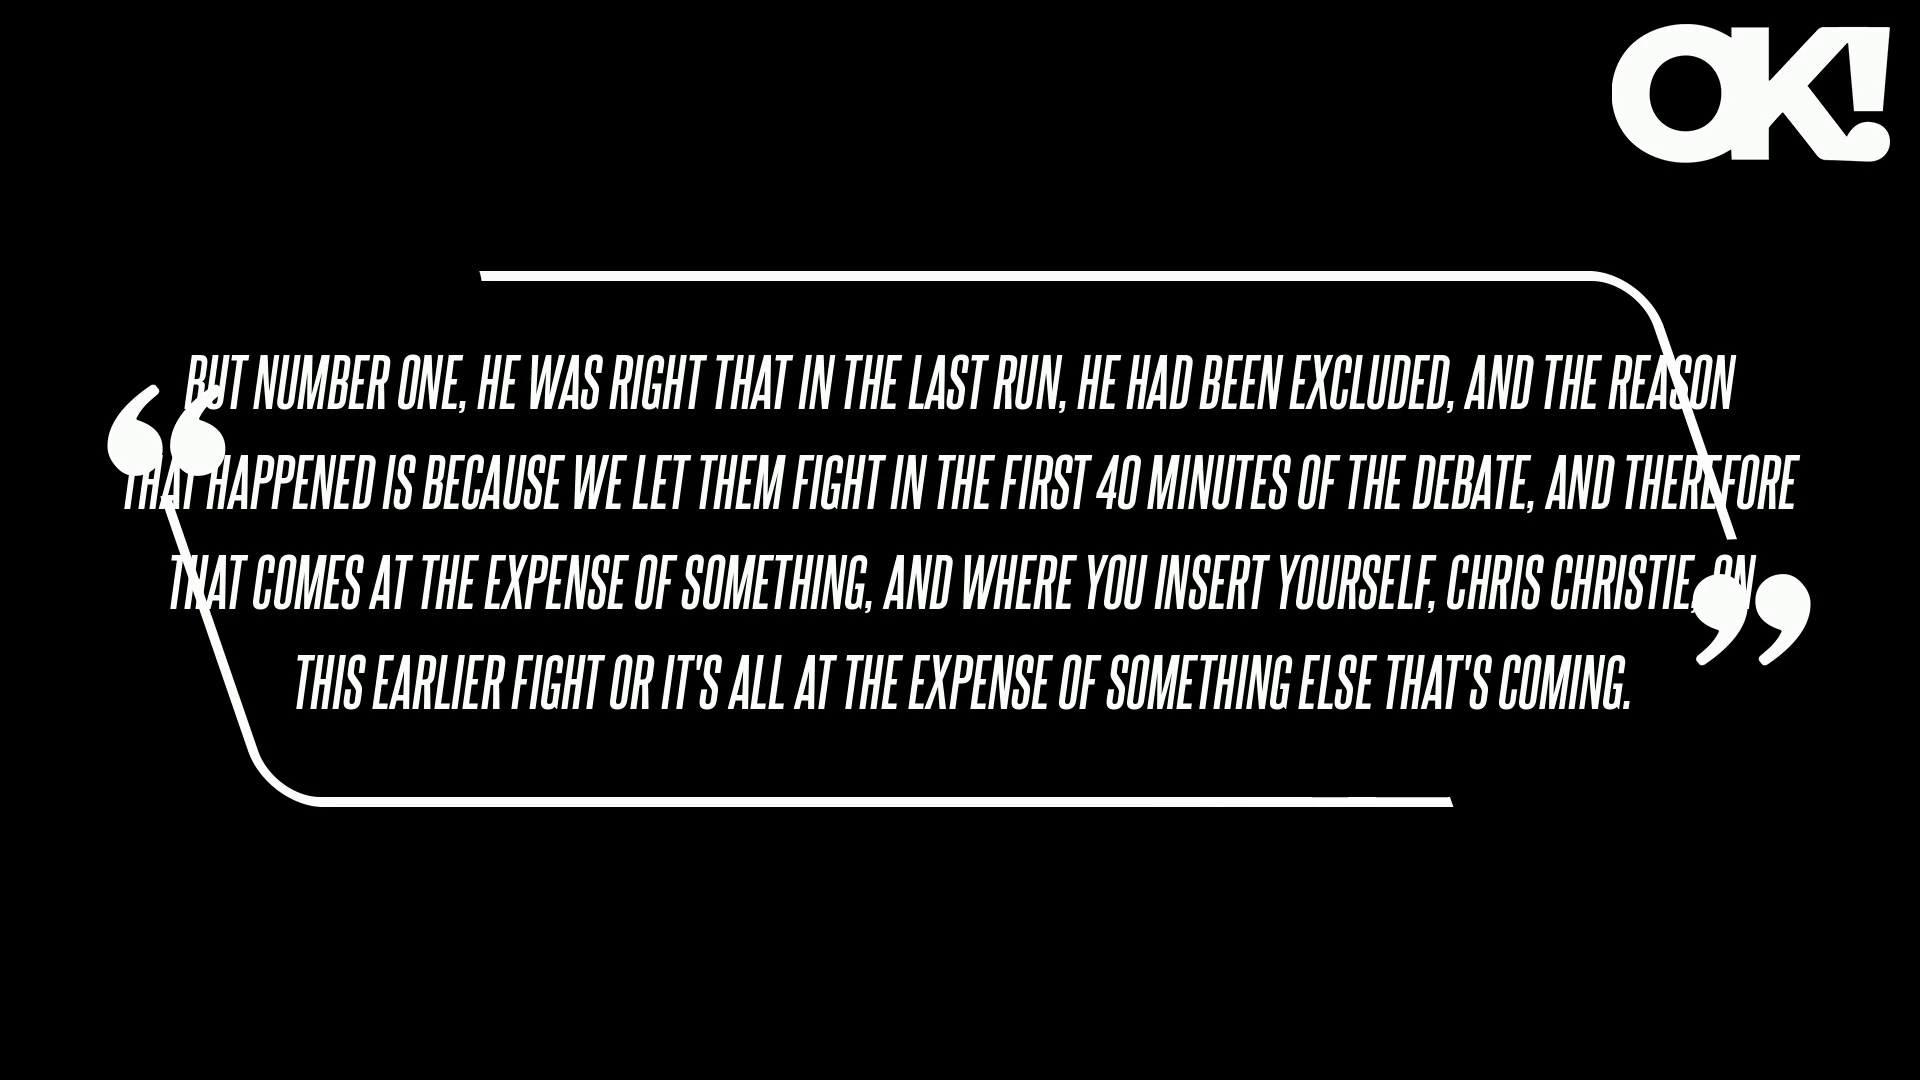 OK!
BUT NUMBER ONE, HE WAS RIGHT THAT IN THE LAST RUN, HE HAD BEEN EXCLUDED, AND THE REASON
THAT HAPPENED IS BECAUSE WE LET THEM FIGHT IN THE FIRST 40 MINUTES OF THE DEBATE, AND THEREFORE
THAT COMES AT THE EXPENSE OF SOMETHING, AND WHERE YOU INSERT YOURSELF, CHRIS CHRISTIE, ON
THIS EARLIER FIGHT OR IT'S ALL AT THE EXPENSE OF SOMETHING ELSE THAT'S COMING.